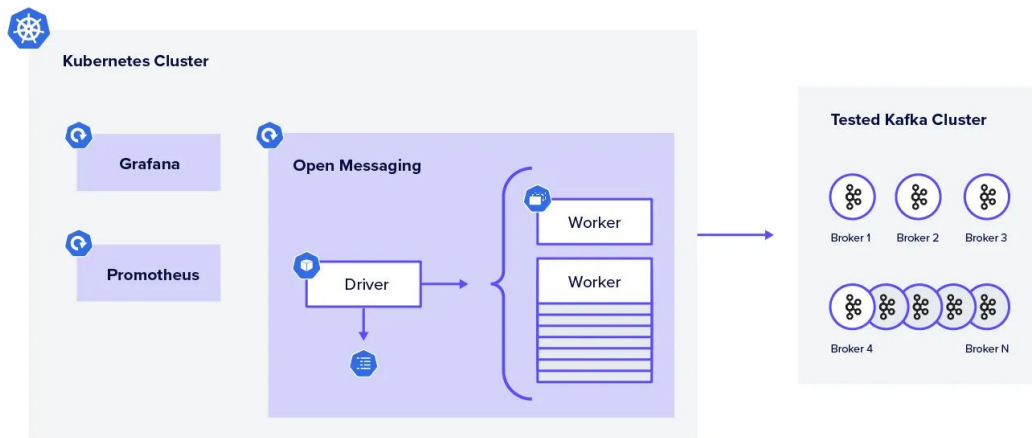 Kubernetes Cluster
Grafana
Promotheus
Open Messaging
Driver
Worker
Worker
Tested Kafka Cluster
Broker 1
Broker 2
Broker 3
Broker 4
Broker N